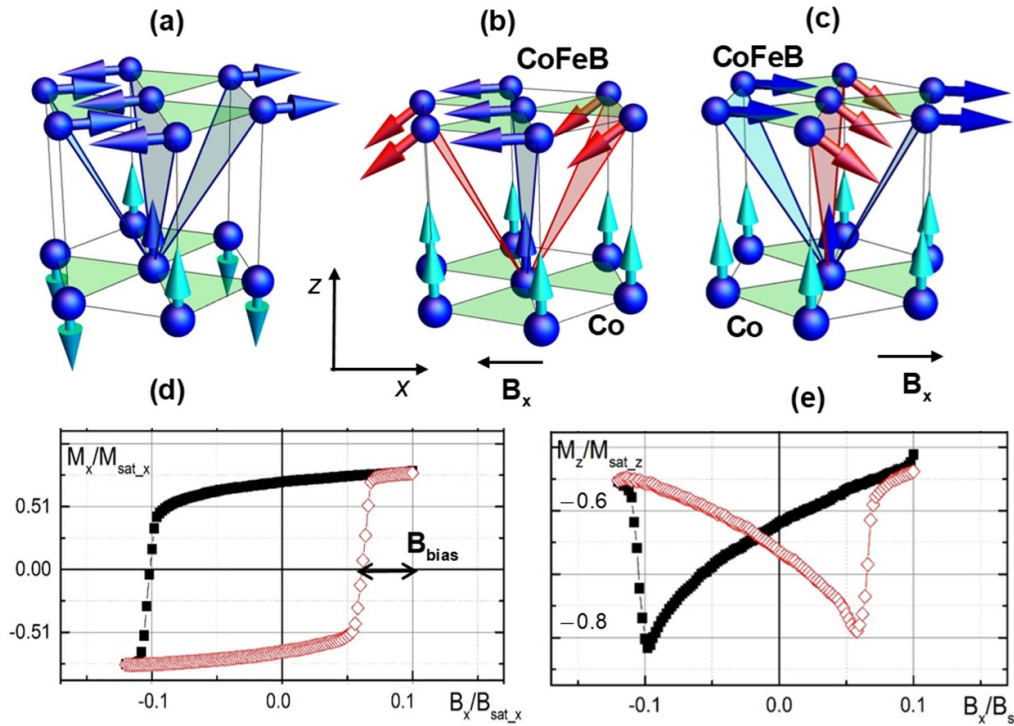 (a)
(b)
(c)
CoFeB
CoFeB
Co
Co
z
x
B_x
B_x
(d)
(e)
M_x/M_sat_x
0.51
0.00
-0.51
B_bias
-0.1
0.0
0.1
B_x/B_sat_x
M_z/M_sat_z
−0.6
−0.8
-0.1
0.0
0.1
B_x/B_s